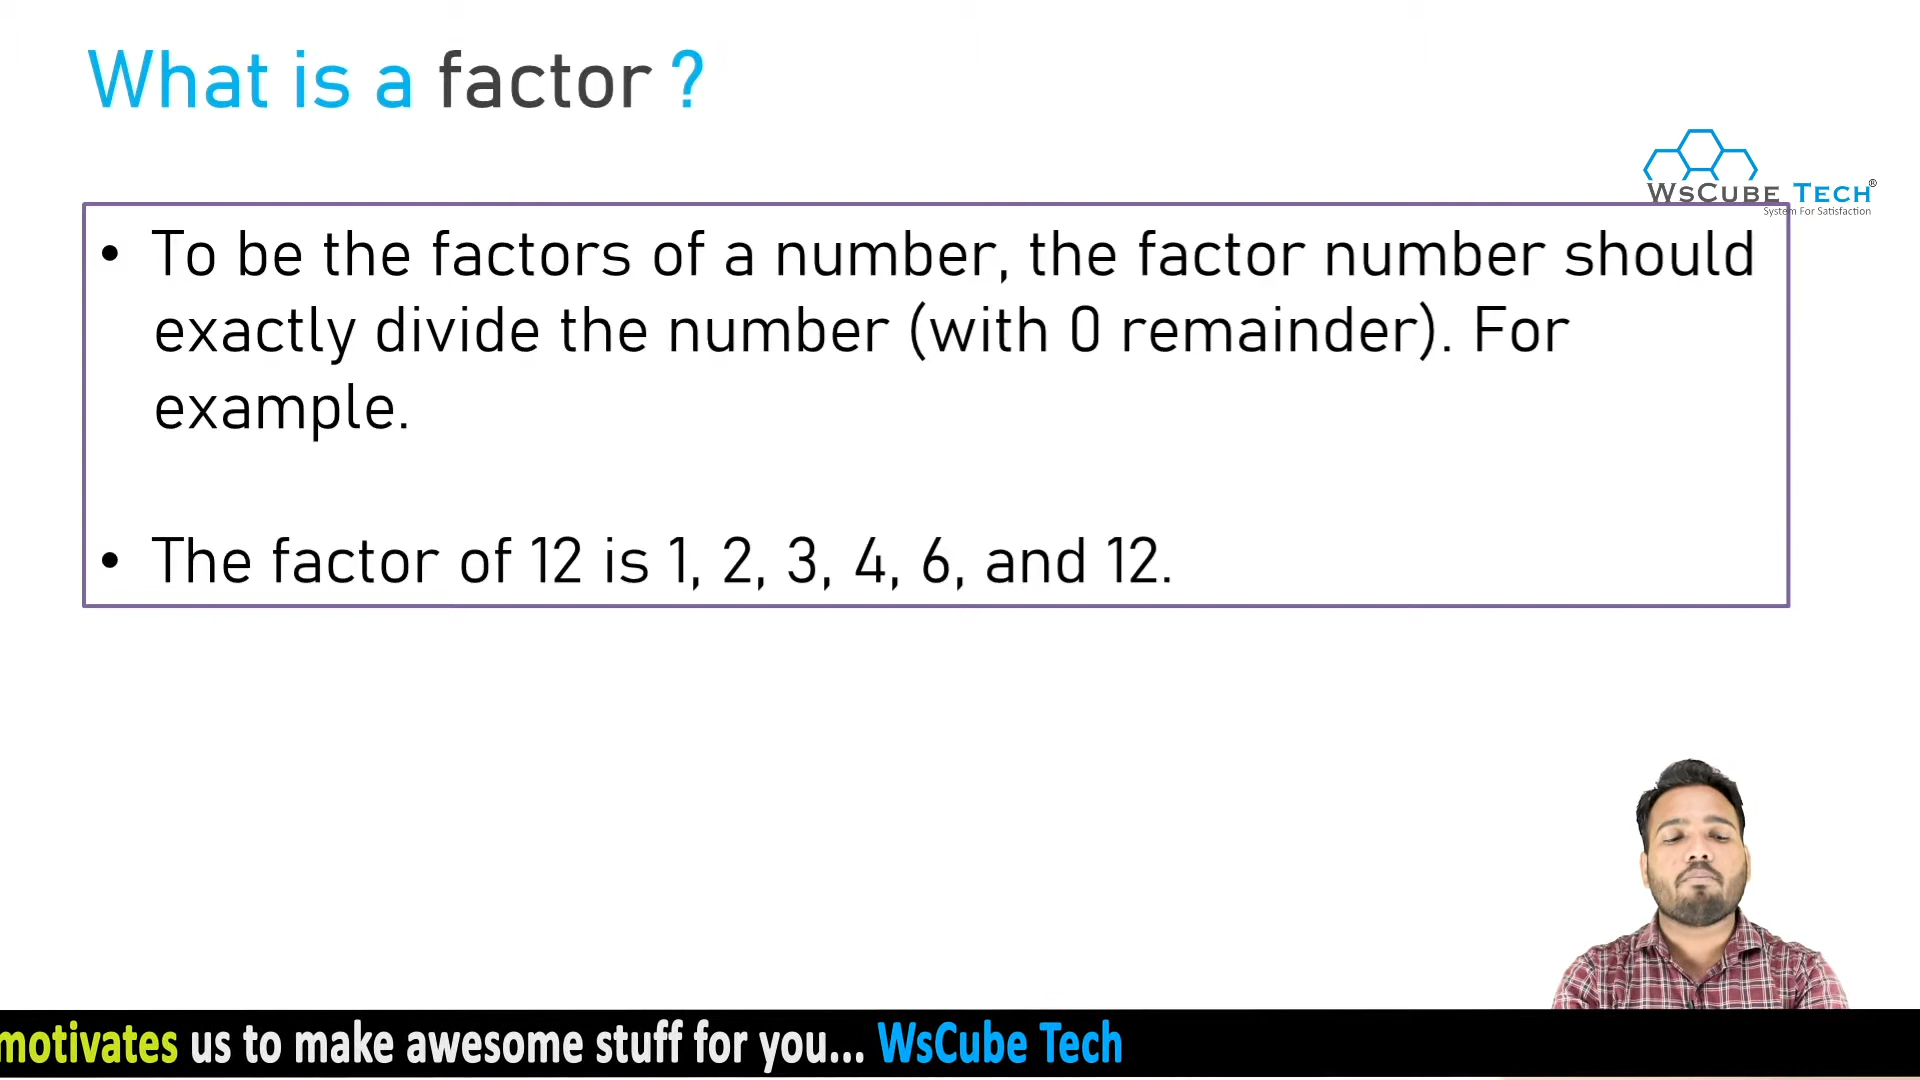 What is a factor ?
WsCube Tech®
System For Satisfaction
• To be the factors of a number, the factor number should
exactly divide the number (with 0 remainder). For
example.
• The factor of 12 is 1, 2, 3, 4, 6, and 12.
motivates us to make awesome stuff for you... WsCube Tech